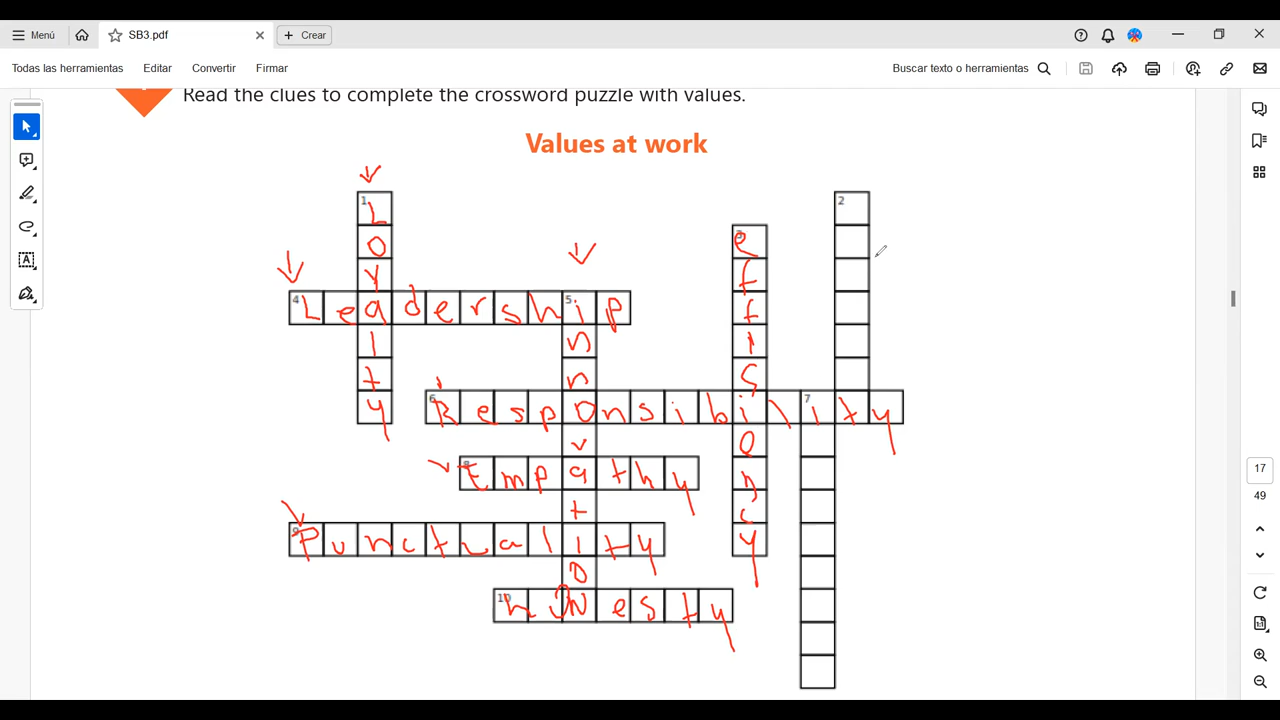 Menú
SB3.pdf
Crear
Todas las herramientas
Editar
Convertir
Firmar
Buscar texto o herramientas
Read the clues to complete the crossword puzzle with values.
Values at work
1 Loyalty
2
3 efficiency
4 Leadership
5 innovation
6 Responsibility
7
8 Empathy
9 Punctuality
10 hoNesty
17
49